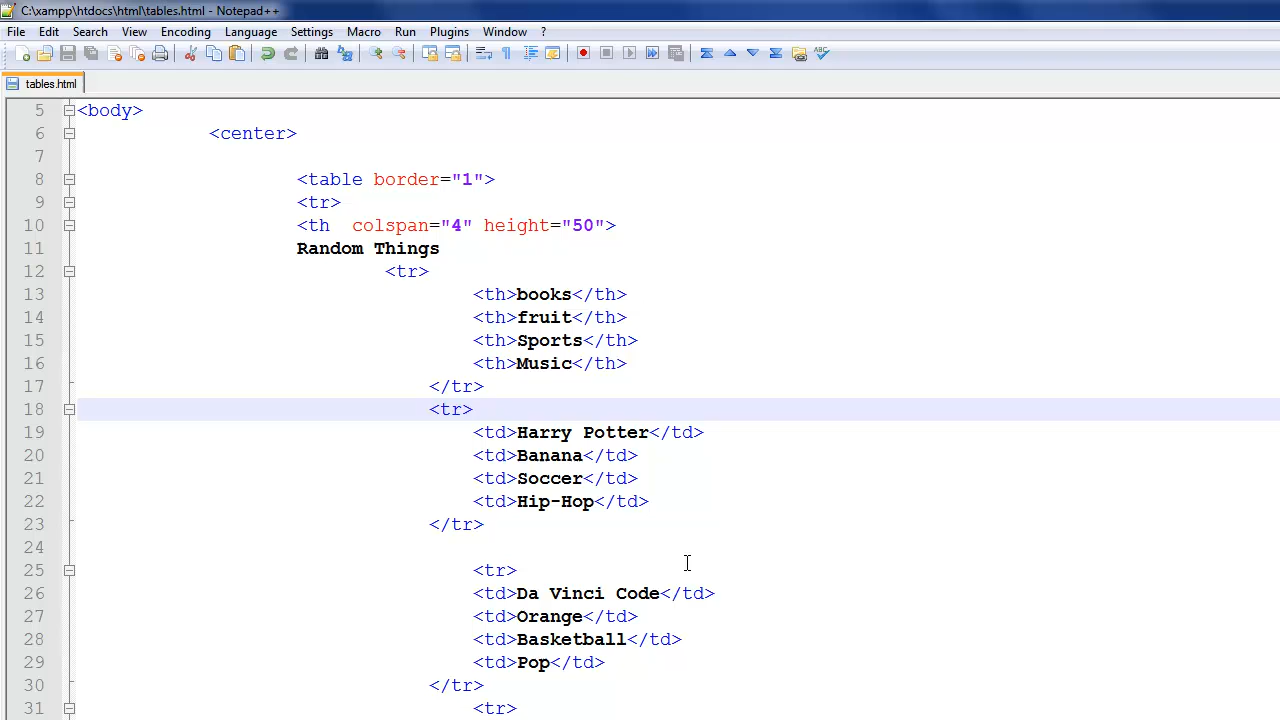 C:\xampp\htdocs\html\tables.html - Notepad++
File Edit Search View Encoding Language Settings Macro Run Plugins Window ?
tables.html
5 <body>
6 <center>
7
8 <table border="1">
9 <tr>
10 <th  colspan="4" height="50">
11 Random Things
12 <tr>
13 <th>books</th>
14 <th>fruit</th>
15 <th>Sports</th>
16 <th>Music</th>
17 </tr>
18 <tr>
19 <td>Harry Potter</td>
20 <td>Banana</td>
21 <td>Soccer</td>
22 <td>Hip-Hop</td>
23 </tr>
24
25 <tr>
26 <td>Da Vinci Code</td>
27 <td>Orange</td>
28 <td>Basketball</td>
29 <td>Pop</td>
30 </tr>
31 <tr>